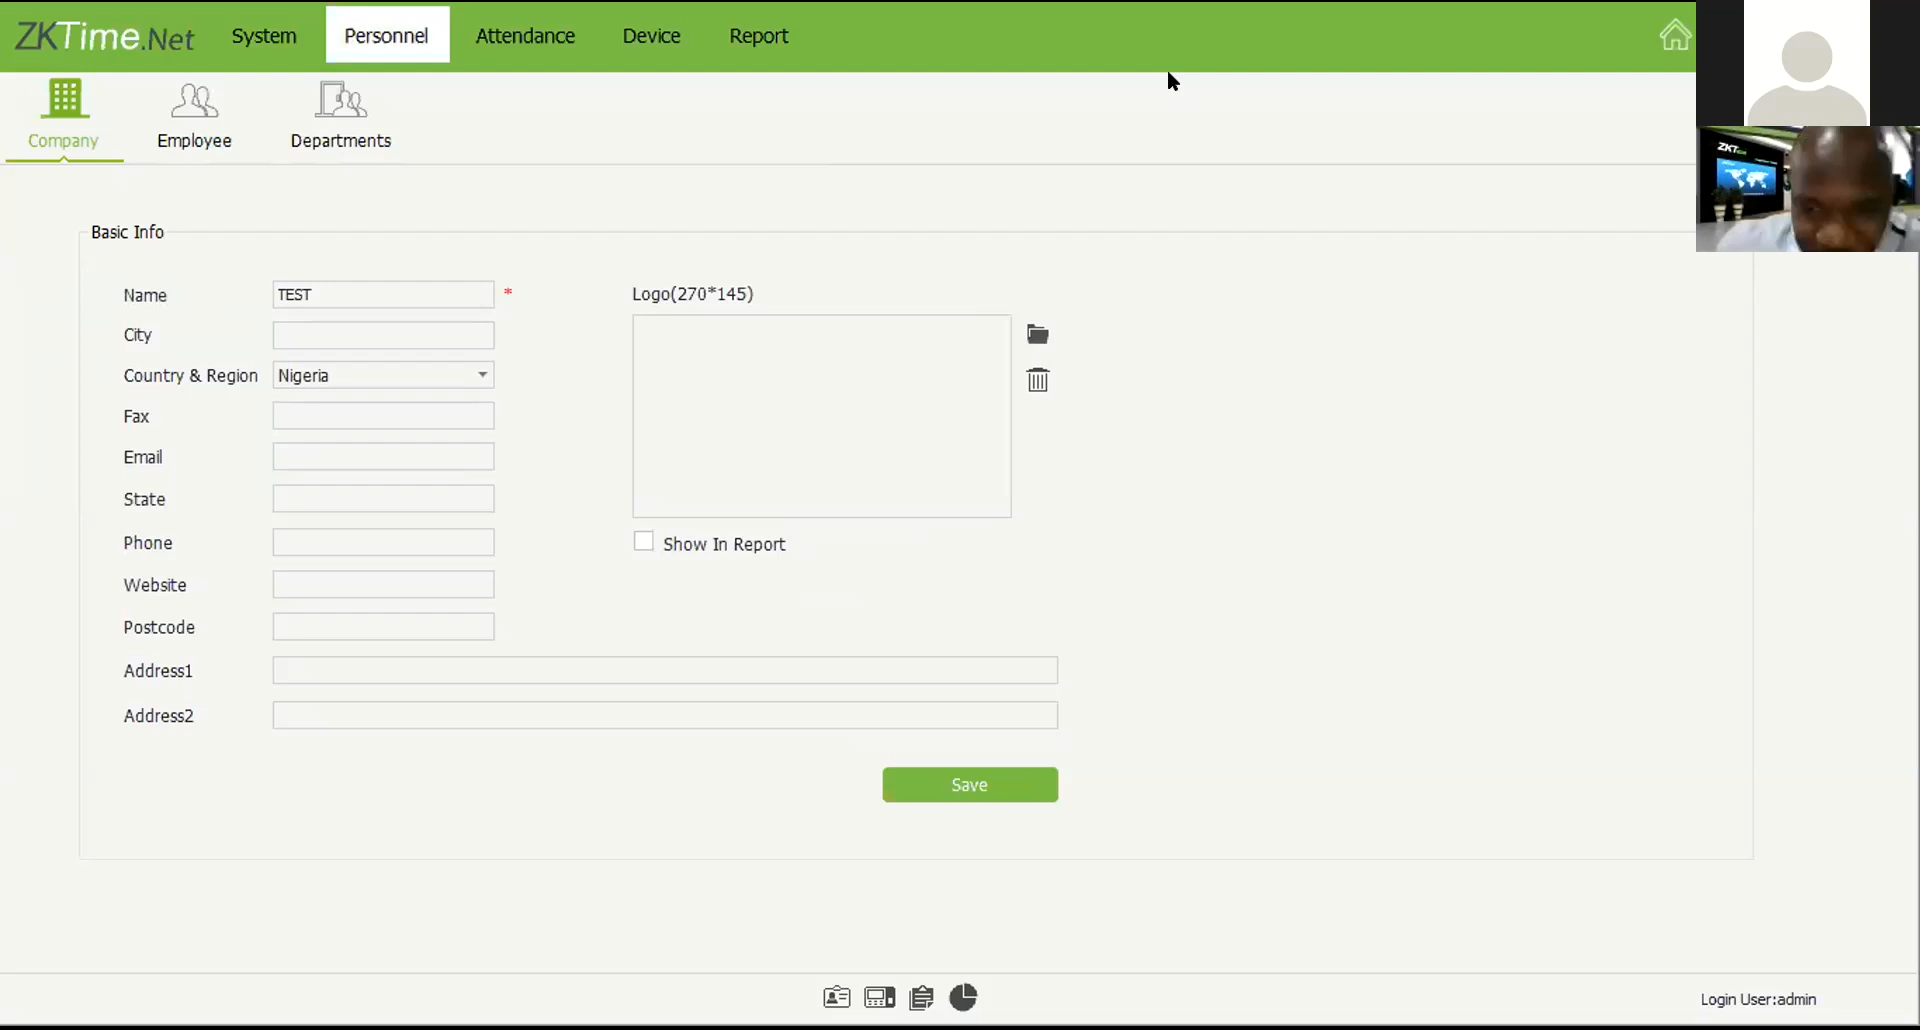 ZKTime.Net System Personnel Attendance Device Report
Company Employee Departments
Basic Info
Name TEST * Logo(270*145)
City
Country & Region Nigeria
Fax
Email
State
Phone Show In Report
Website
Postcode
Address1
Address2
Save
Login User:admin
ZKT